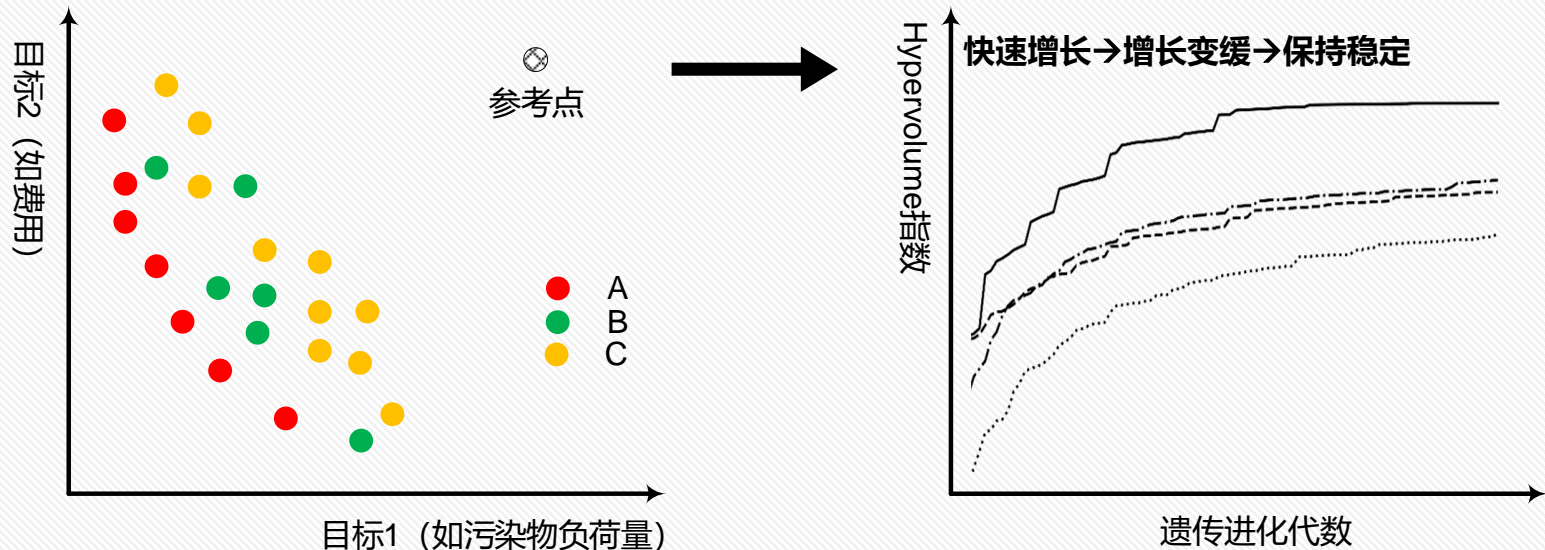 目标2（如费用）
参考点
A
B
C
目标1（如污染物负荷量）
Hypervolume指数
快速增长→增长变缓→保持稳定
遗传进化代数